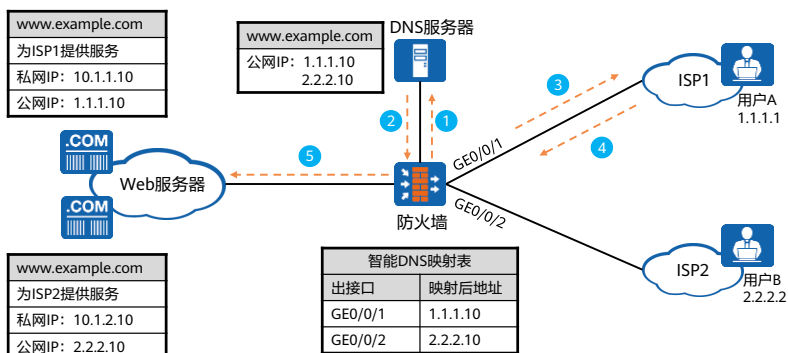 www.example.com
为ISP1提供服务
私网IP：10.1.1.10
公网IP：1.1.1.10
www.example.com
公网IP：1.1.1.10
2.2.2.10
DNS服务器
ISP1
用户A
1.1.1.1
1
2
3
4
5
GE0/0/1
GE0/0/2
.COM
.COM
Web服务器
防火墙
www.example.com
为ISP2提供服务
私网IP：10.1.2.10
公网IP：2.2.2.10
智能DNS映射表
出接口 映射后地址
GE0/0/1 1.1.1.10
GE0/0/2 2.2.2.10
ISP2
用户B
2.2.2.2